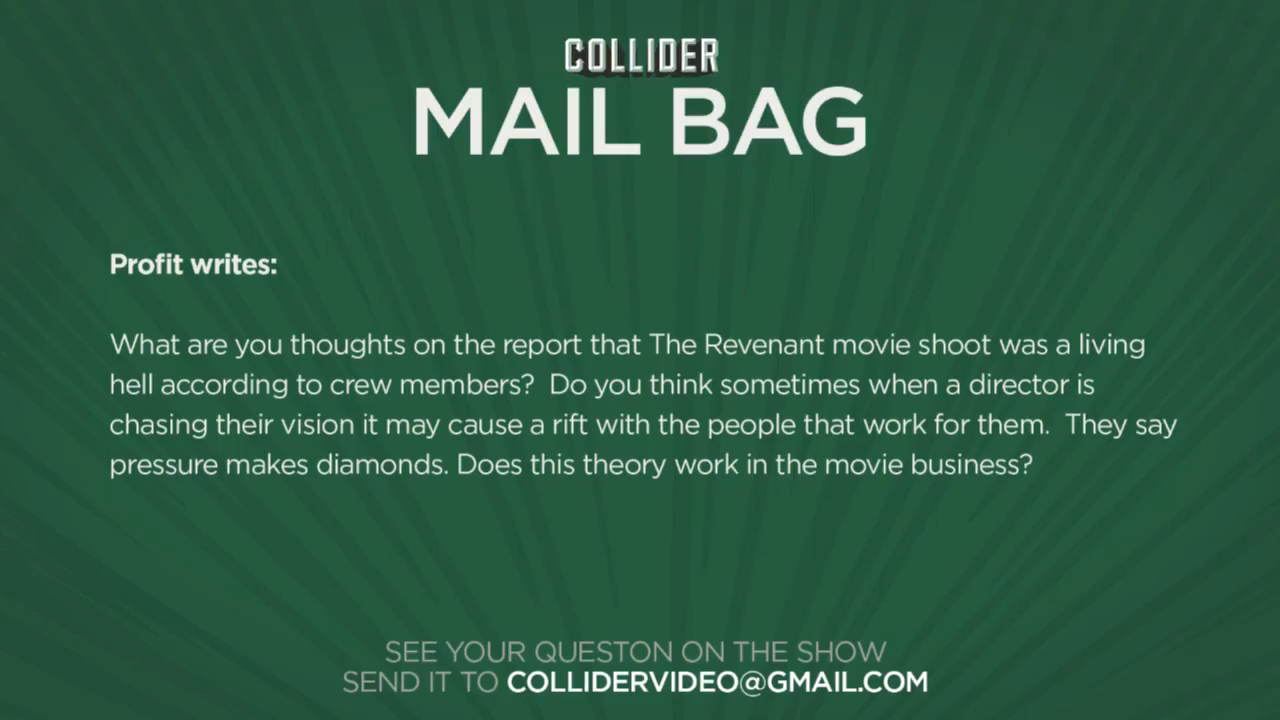 COLLIDER
MAIL BAG
Profit writes:
What are you thoughts on the report that The Revenant movie shoot was a living
hell according to crew members?  Do you think sometimes when a director is
chasing their vision it may cause a rift with the people that work for them.  They say
pressure makes diamonds. Does this theory work in the movie business?
SEE YOUR QUESTON ON THE SHOW
SEND IT TO COLLIDERVIDEO@GMAIL.COM